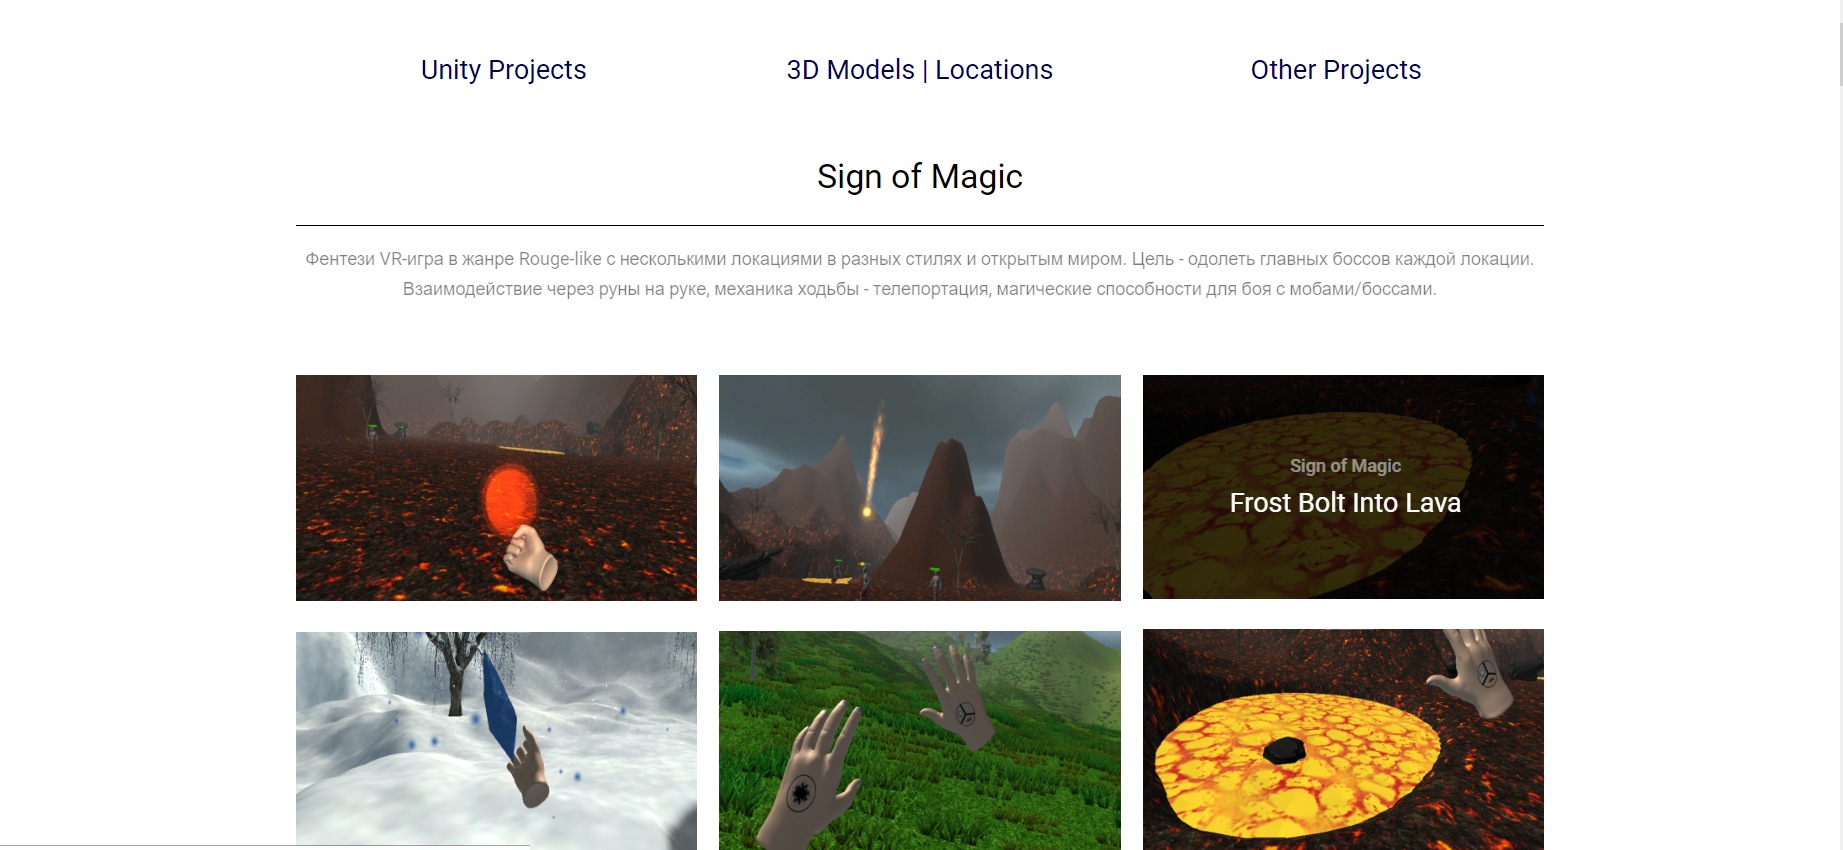 Unity Projects
3D Models | Locations
Other Projects
Sign of Magic
Фентези VR-игра в жанре Rouge-like с несколькими локациями в разных стилях и открытым миром. Цель - одолеть главных боссов каждой локации.
Взаимодействие через руны на руке, механика ходьбы - телепортация, магические способности для боя с мобами/боссами.
Sign of Magic
Frost Bolt Into Lava